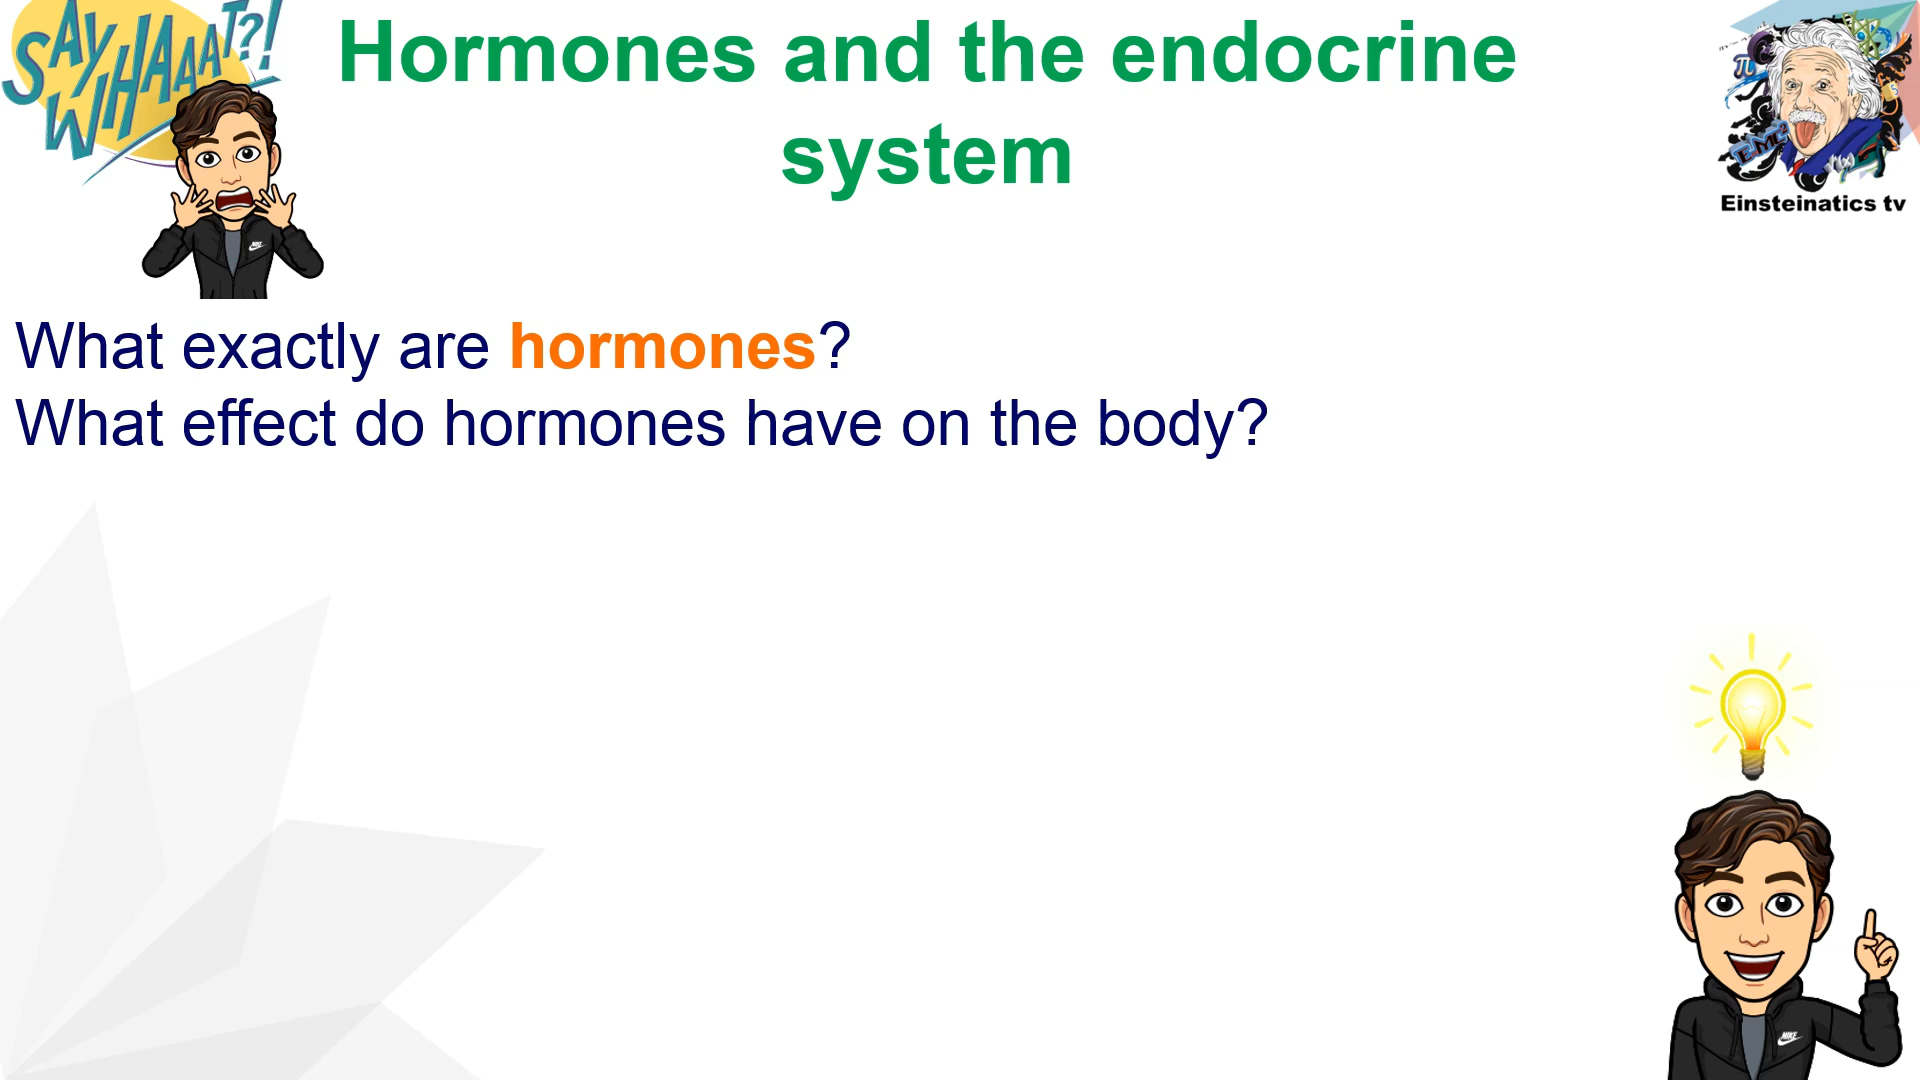 SAY WHAAAT?!
Hormones and the endocrine
system
Einsteinatics tv
What exactly are hormones?
What effect do hormones have on the body?
NIKE